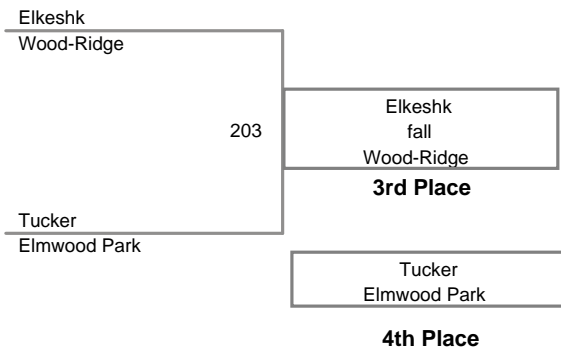 Elkeshk
Wood-Ridge
203
Elkeshk
fall
Wood-Ridge
3rd Place
Tucker
Elmwood Park
Tucker
Elmwood Park
4th Place